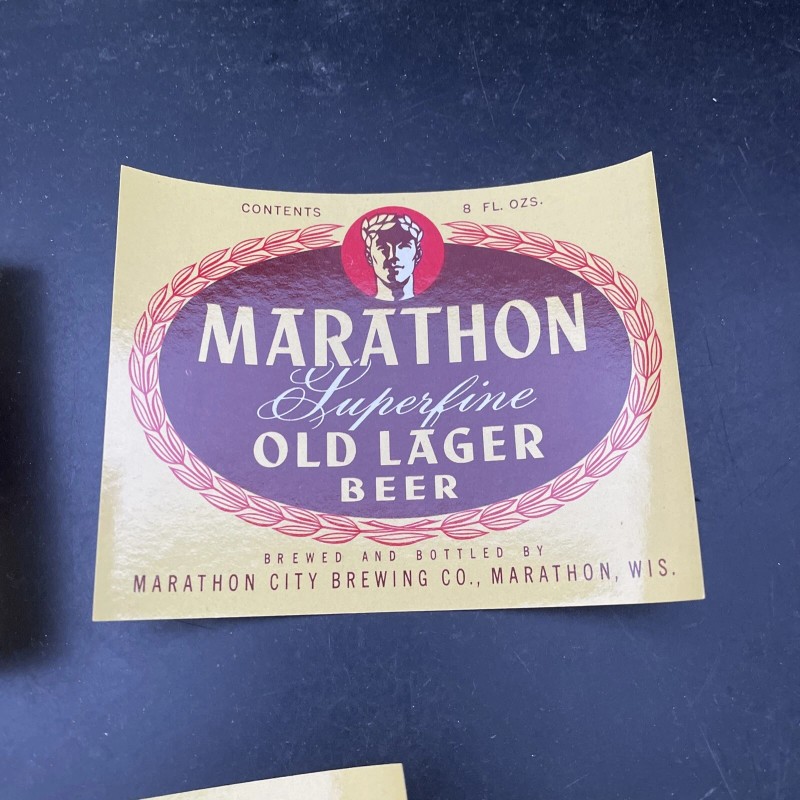 CONTENTS 8 FL. OZS.
MARATHON
Superfine
OLD LAGER
BEER
BREWED AND BOTTLED BY
MARATHON CITY BREWING CO., MARATHON, WIS.